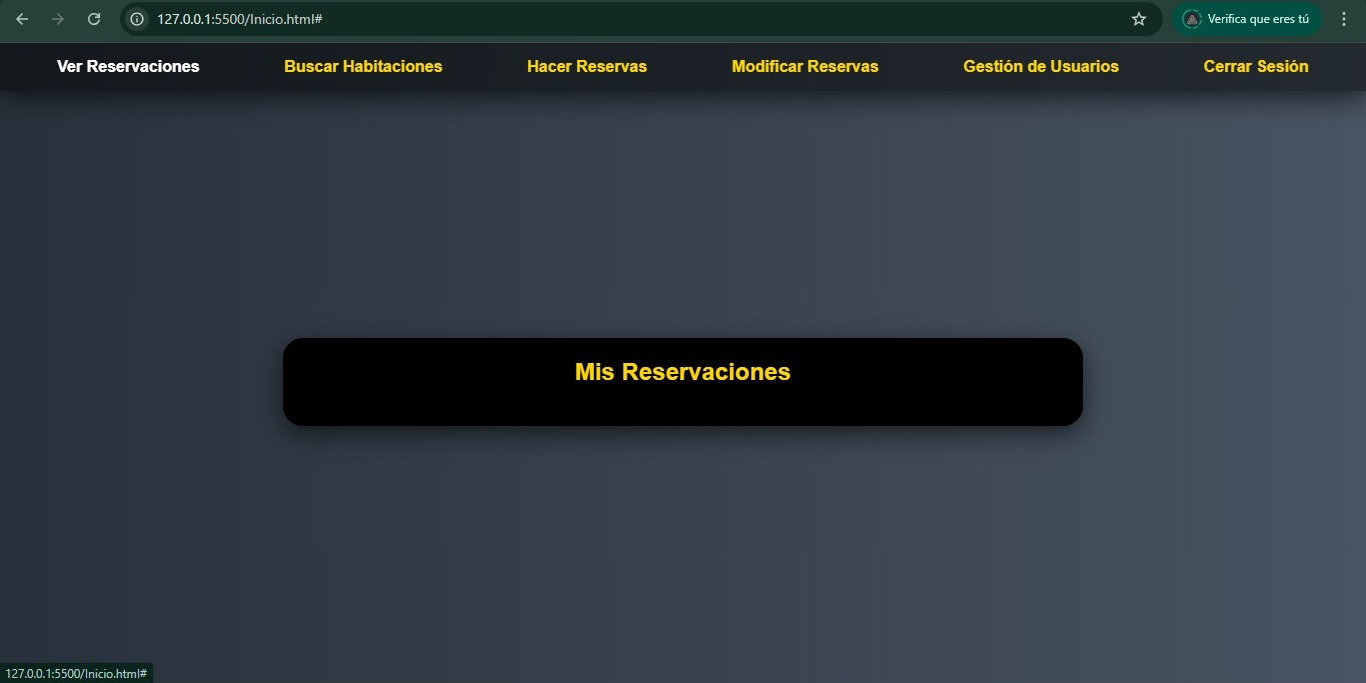 127.0.0.1:5500/Inicio.html#
Verifica que eres tú
Ver Reservaciones
Buscar Habitaciones
Hacer Reservas
Modificar Reservas
Gestión de Usuarios
Cerrar Sesión
Mis Reservaciones
127.0.0.1:5500/Inicio.html#